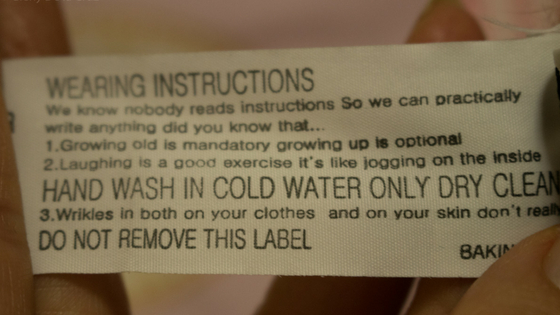 WEARING INSTRUCTIONS
We know nobody reads instructions So we can practically
write anything did you know that...
1.Growing old is mandatory growing up is optional
2.Laughing is a good exercise it's like jogging on the inside
HAND WASH IN COLD WATER ONLY DRY CLEAN
3.Wrikles in both on your clothes and on your skin don't really
DO NOT REMOVE THIS LABEL
BAKIN